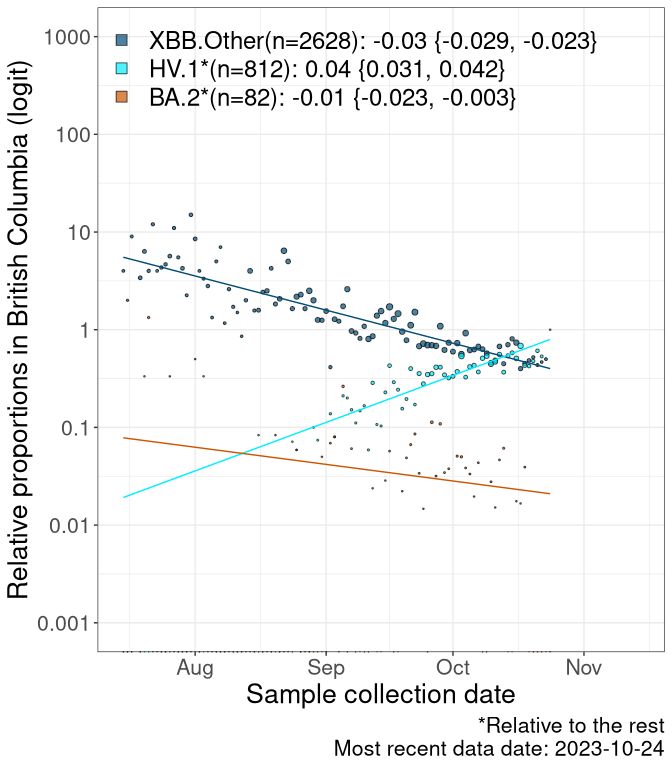 1000
100
10
1
0.1
0.01
0.001
Relative proportions in British Columbia (logit)
XBB.Other(n=2628): -0.03 {-0.029, -0.023}
HV.1*(n=812): 0.04 {0.031, 0.042}
BA.2*(n=82): -0.01 {-0.023, -0.003}
Aug Sep Oct Nov
Sample collection date
*Relative to the rest
Most recent data date: 2023-10-24